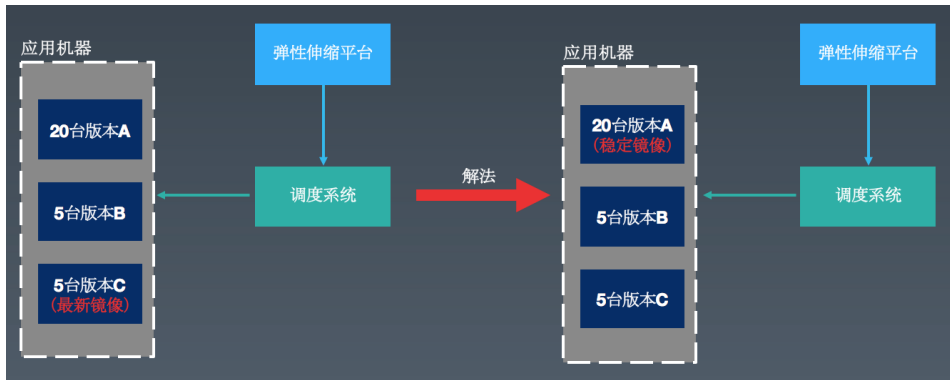 应用机器
弹性伸缩平台
20台版本A
5台版本B
调度系统
5台版本C
(最新镜像)
解法
应用机器
弹性伸缩平台
20台版本A
(稳定镜像)
5台版本B
调度系统
5台版本C